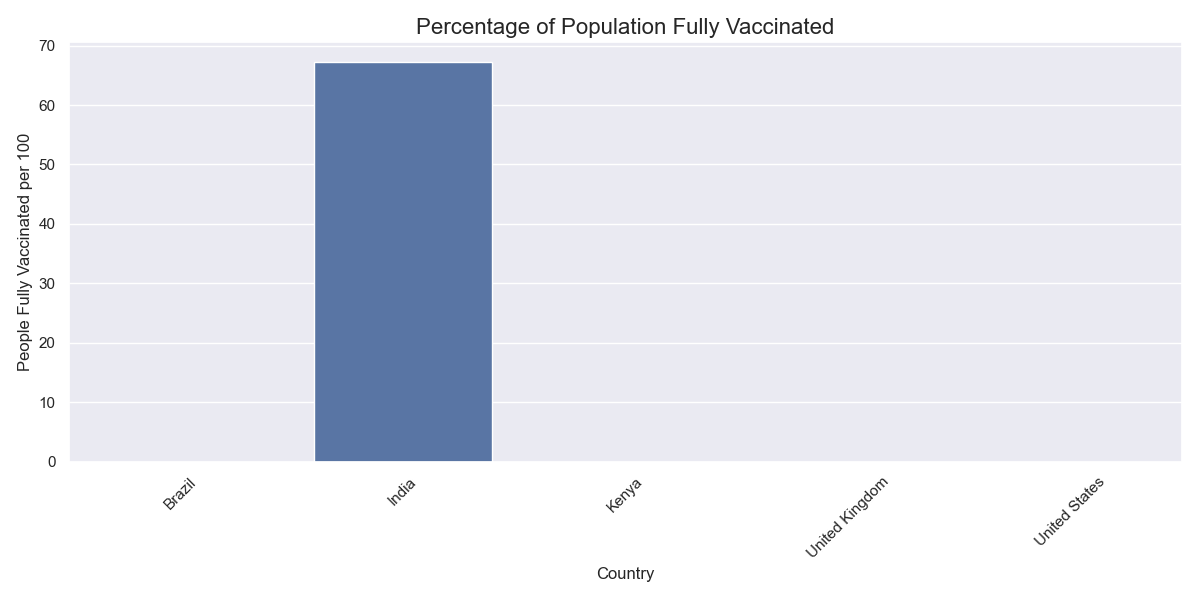 Percentage of Population Fully Vaccinated
People Fully Vaccinated per 100
70
60
50
40
30
20
10
0
Brazil
India
Kenya
United Kingdom
United States
Country